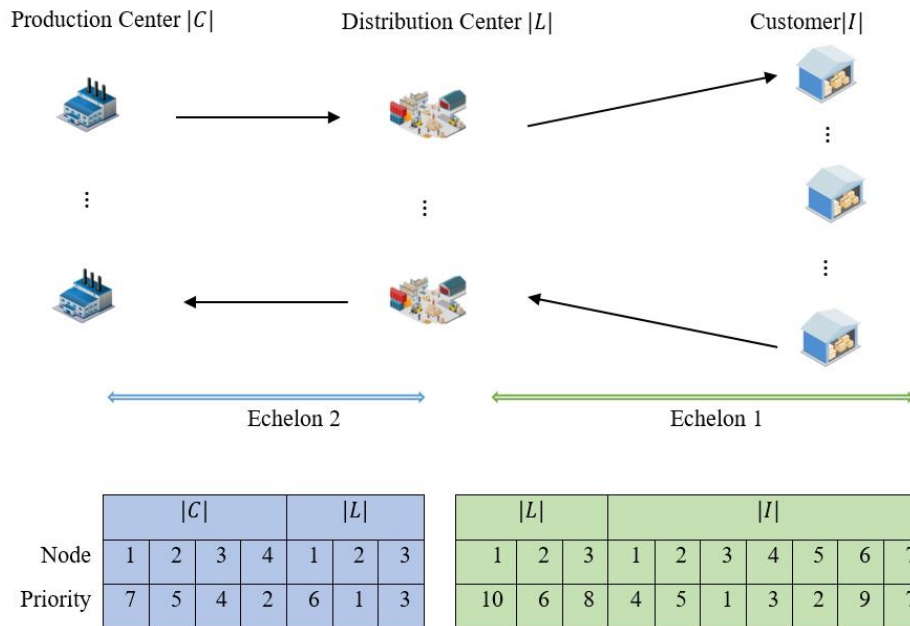 Production Center |C| Distribution Center |L| Customer|I|
Echelon 2 Echelon 1
|C| |L| |L| |I|
Node 1 2 3 4 1 2 3 1 2 3 1 2 3 4 5 6 7
Priority 7 5 4 2 6 1 3 10 6 8 4 5 1 3 2 9 7